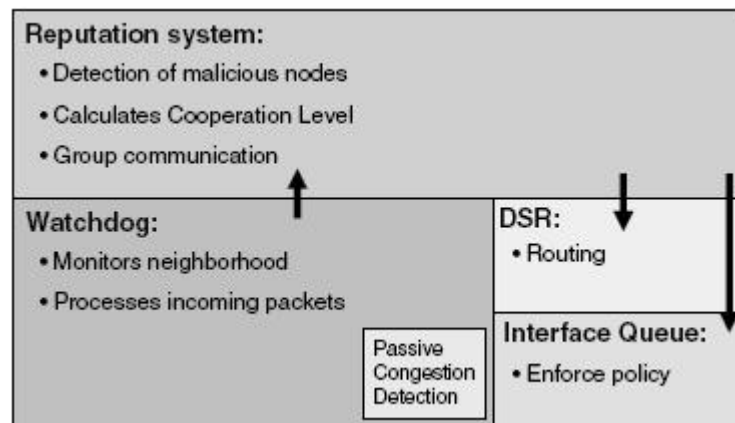 Reputation system:
• Detection of malicious nodes
• Calculates Cooperation Level
• Group communication
Watchdog:
• Monitors neighborhood
• Processes incoming packets
Passive
Congestion
Detection
DSR:
• Routing
Interface Queue:
• Enforce policy